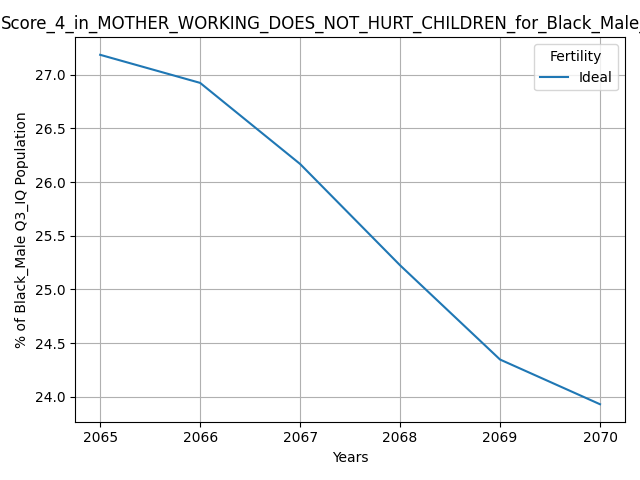 Score_4_in_MOTHER_WORKING_DOES_NOT_HURT_CHILDREN_for_Black_Male_
Fertility
Ideal
% of Black_Male Q3_IQ Population
27.0
26.5
26.0
25.5
25.0
24.5
24.0
2065 2066 2067 2068 2069 2070
Years